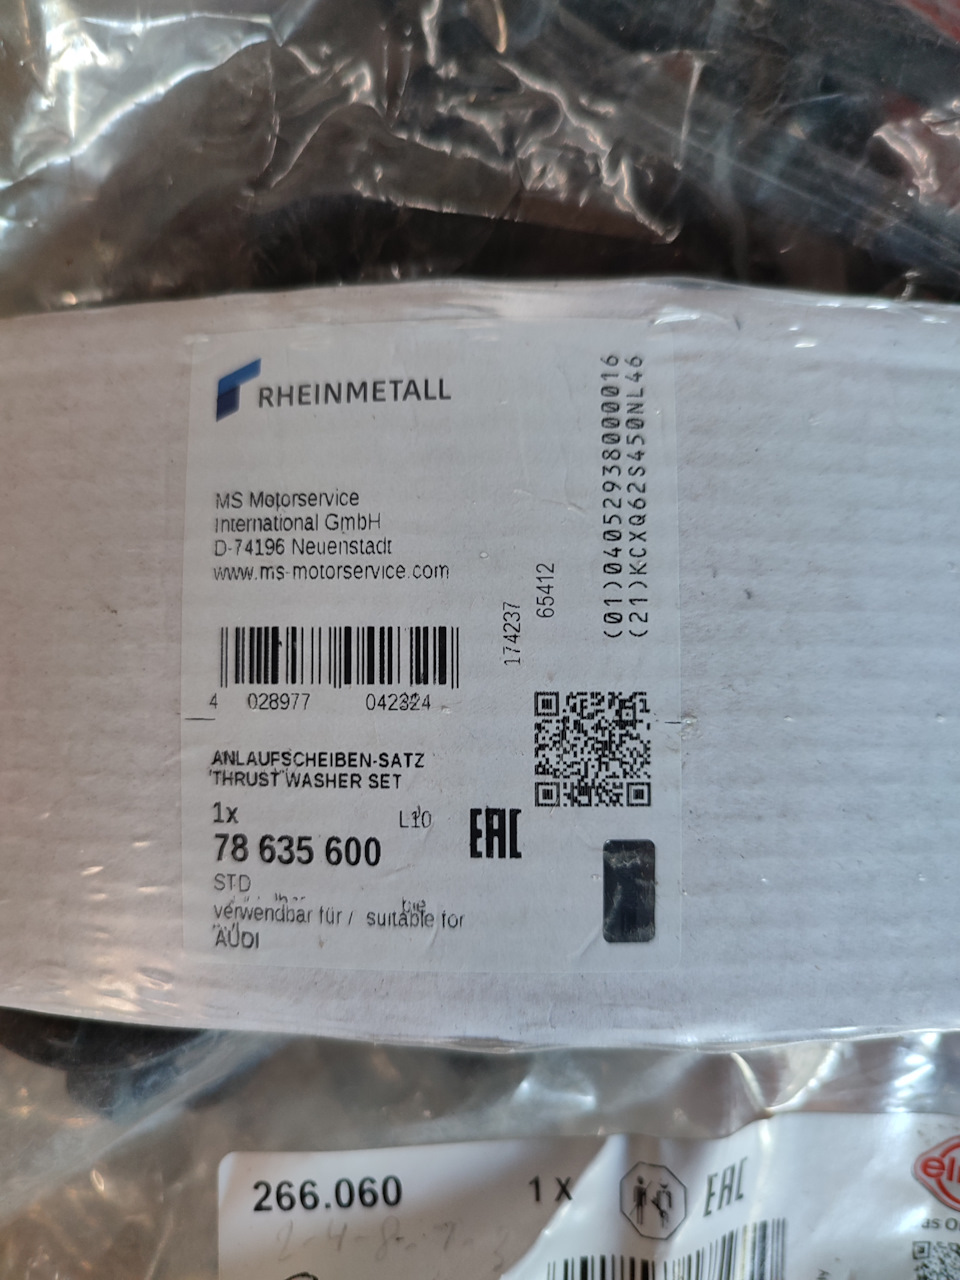 RHEINMETALL
MS Motorservice
International GmbH
D-74196 Neuenstadt
www.ms-motorservice.com
(01)04052938000016
(21)KCXQ62S450NL46
174237
65412
4 028977 042324
ANLAUFSCHEIBEN-SATZ
THRUST WASHER SET
1x
L10
EAC
78 635 600
STD
verwendbar für / suitable for
AUDI
266.060
1 X
EAC